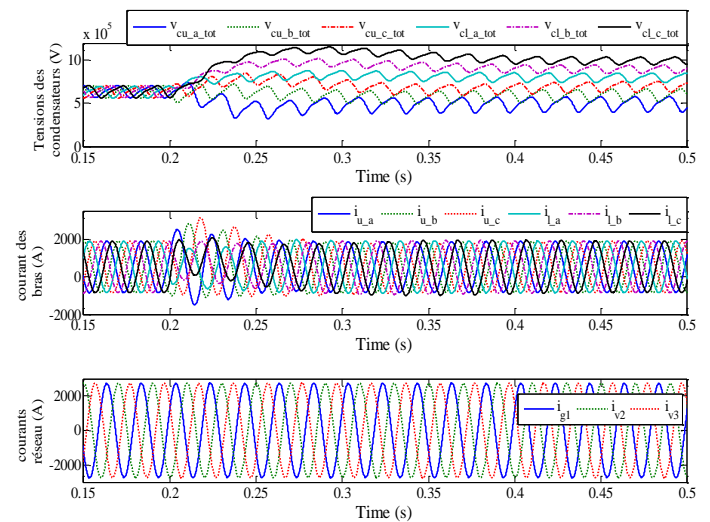 v_cu_a_tot v_cu_b_tot v_cu_c_tot v_cl_a_tot v_cl_b_tot v_cl_c_tot
x 10^5
Tensions des
condensateurs (V)
10
5
0
0.15 0.2 0.25 0.3 0.35 0.4 0.45 0.5
Time (s)
i_u_a i_u_b i_u_c i_l_a i_l_b i_l_c
courant des
bras (A)
2000
0
-2000
0.15 0.2 0.25 0.3 0.35 0.4 0.45 0.5
Time (s)
i_g1 i_v2 i_v3
courants
réseau (A)
2000
0
-2000
0.15 0.2 0.25 0.3 0.35 0.4 0.45 0.5
Time (s)